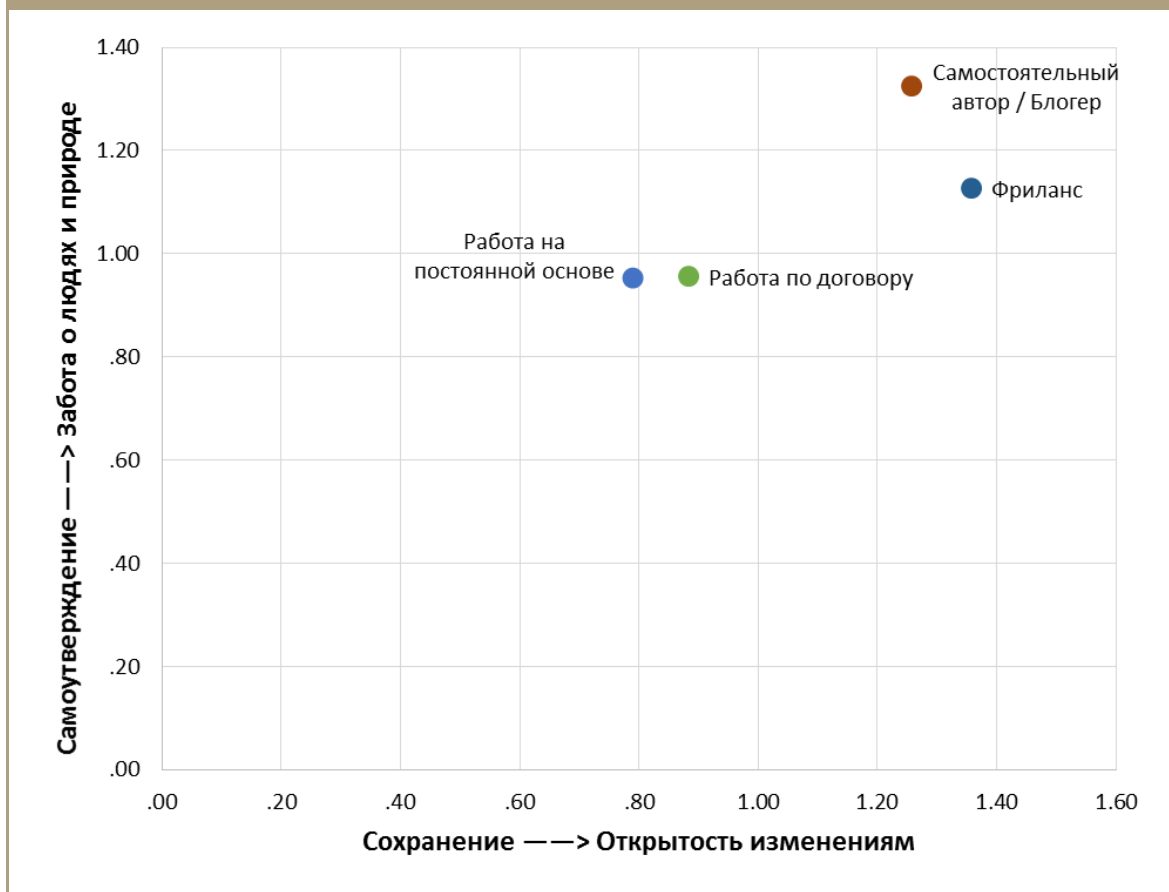 1.40
Самостоятельный
автор / Блогер
1.20
Фриланс
1.00
Работа на
постоянной основе
Работа по договору
.80
.60
.40
.20
.00
Самоутверждение ——> Забота о людях и природе
.00 .20 .40 .60 .80 1.00 1.20 1.40 1.60
Сохранение ——> Открытость изменениям